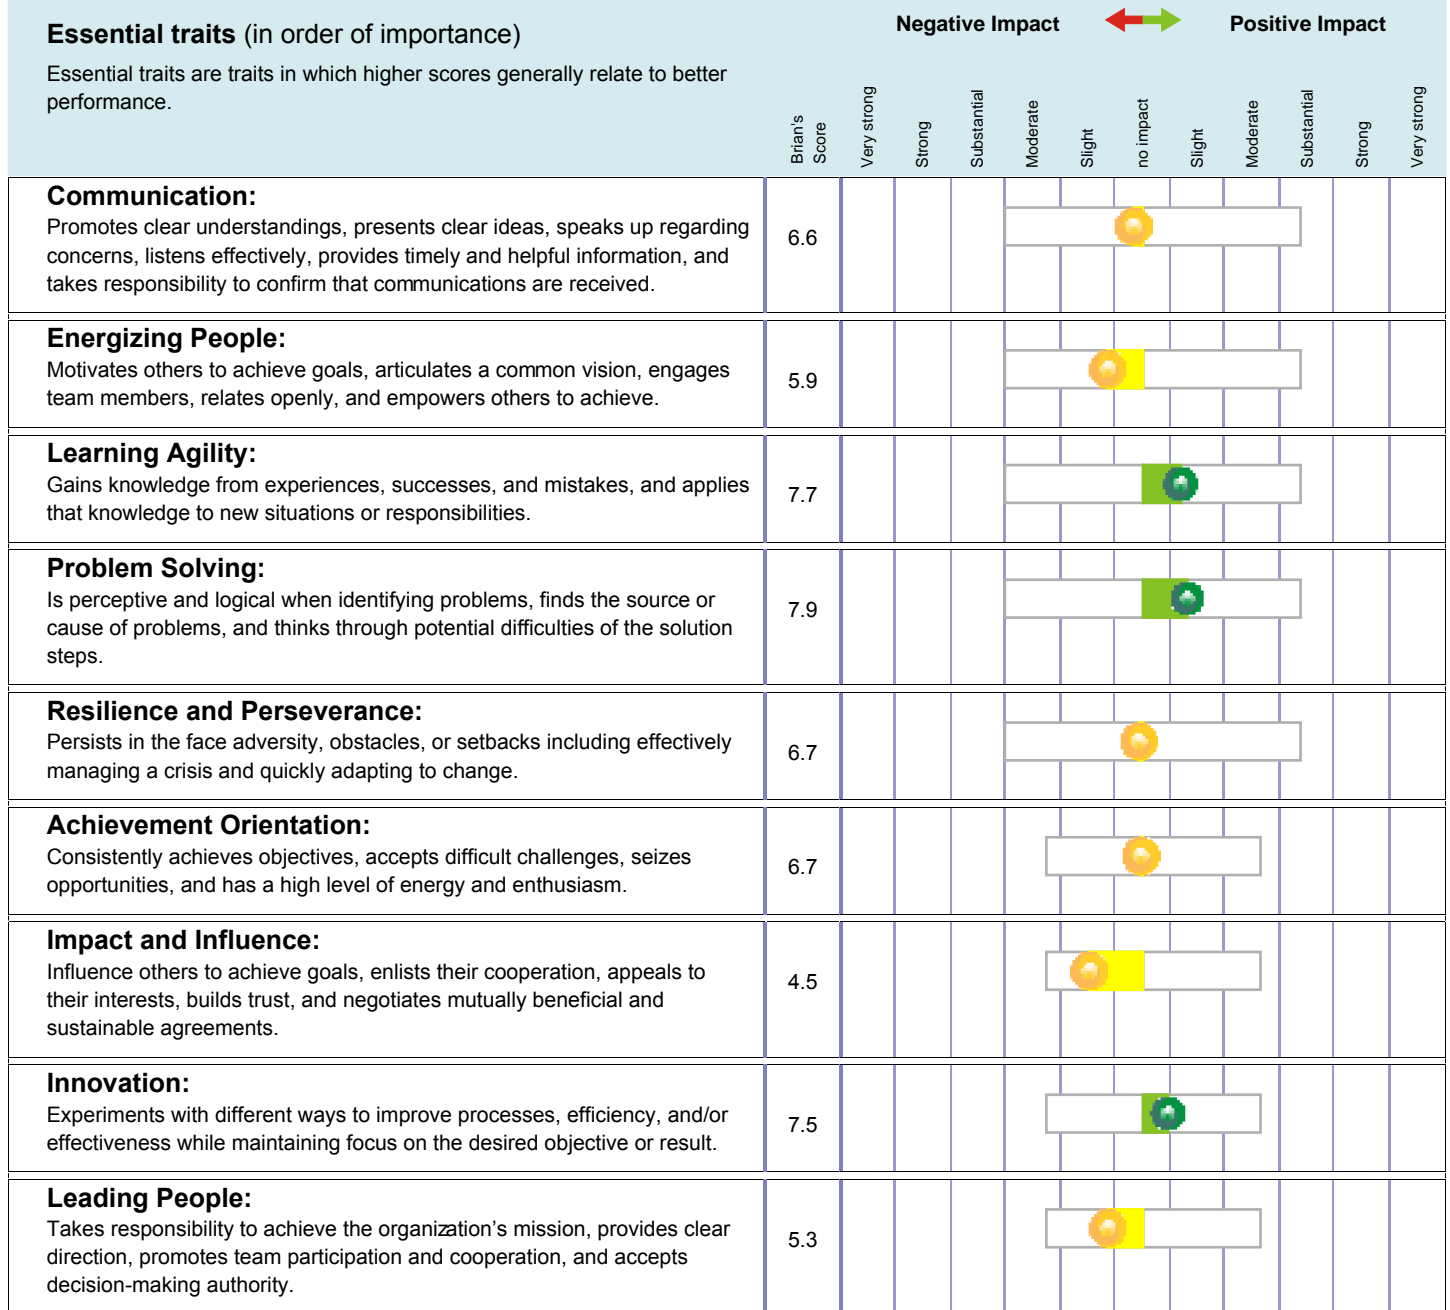 Essential traits (in order of importance)
Essential traits are traits in which higher scores generally relate to better
performance.
Negative Impact
Positive Impact
Brian's
Score
Very strong
Strong
Substantial
Moderate
Slight
no impact
Slight
Moderate
Substantial
Strong
Very strong
Communication:
Promotes clear understandings, presents clear ideas, speaks up regarding
concerns, listens effectively, provides timely and helpful information, and
takes responsibility to confirm that communications are received.
6.6
Energizing People:
Motivates others to achieve goals, articulates a common vision, engages
team members, relates openly, and empowers others to achieve.
5.9
Learning Agility:
Gains knowledge from experiences, successes, and mistakes, and applies
that knowledge to new situations or responsibilities.
7.7
Problem Solving:
Is perceptive and logical when identifying problems, finds the source or
cause of problems, and thinks through potential difficulties of the solution
steps.
7.9
Resilience and Perseverance:
Persists in the face adversity, obstacles, or setbacks including effectively
managing a crisis and quickly adapting to change.
6.7
Achievement Orientation:
Consistently achieves objectives, accepts difficult challenges, seizes
opportunities, and has a high level of energy and enthusiasm.
6.7
Impact and Influence:
Influence others to achieve goals, enlists their cooperation, appeals to
their interests, builds trust, and negotiates mutually beneficial and
sustainable agreements.
4.5
Innovation:
Experiments with different ways to improve processes, efficiency, and/or
effectiveness while maintaining focus on the desired objective or result.
7.5
Leading People:
Takes responsibility to achieve the organization's mission, provides clear
direction, promotes team participation and cooperation, and accepts
decision-making authority.
5.3